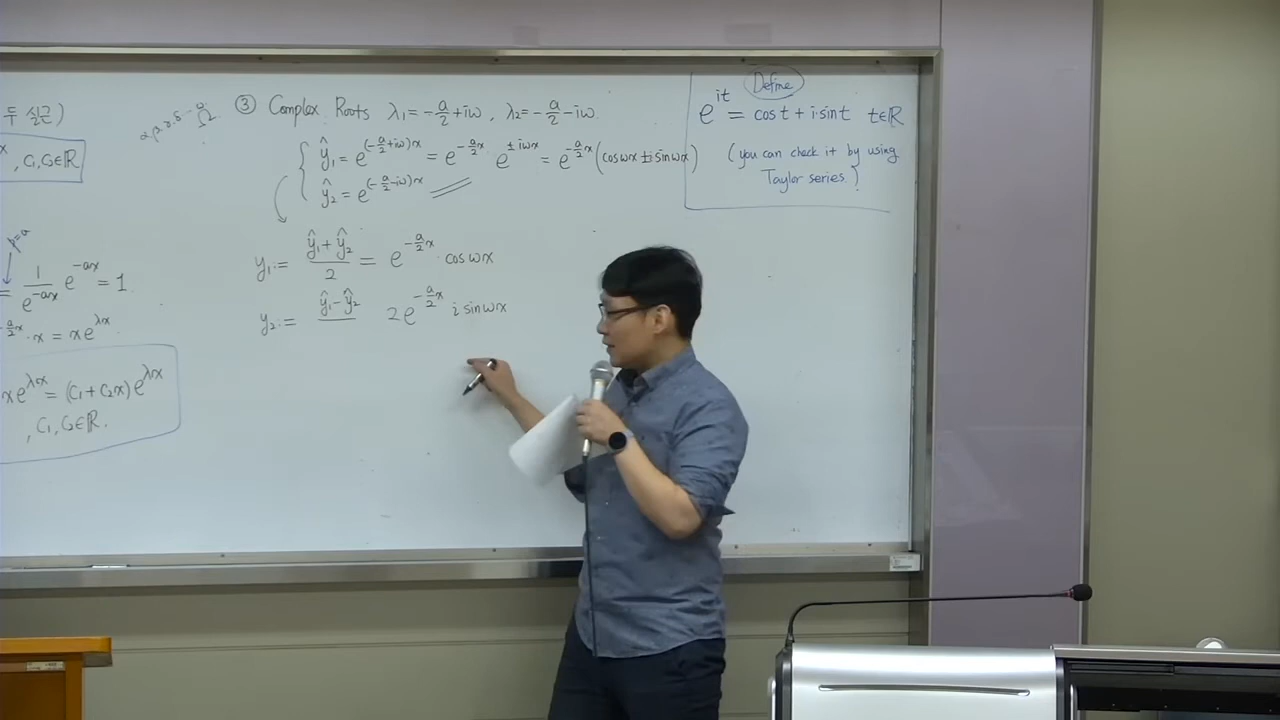 두 실근)
, C₁, C₂∈ℝ
p=a
= 1/e^{-ax} e^{-ax} = 1
-a/2 x · x = xe^{λx}
xe^{λx} = (C₁+C₂x)e^{λx}
, C₁, C₂∈ℝ.
③ Complex Roots λ₁=-a/2+iω, λ₂=-a/2-iω.
ŷ₁ = e^{(-a/2+iω)x} = e^{-a/2 x} e^{±iωx} = e^{-a/2 x}(cosωx ± i sinωx)
ŷ₂ = e^{(-a/2-iω)x}
y₁.= (ŷ₁+ŷ₂)/2 = e^{-a/2 x} · cosωx
y₂.= ŷ₁-ŷ₂ 2e^{-a/2 x} i sinωx
Define
e^{it} = cost + i·sint t∈ℝ
(you can check it by using
Taylor series)